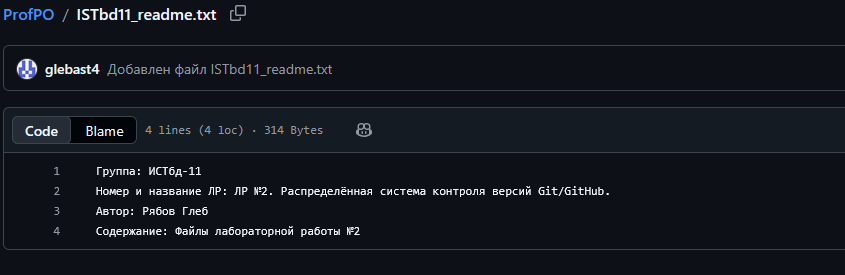 ProfPO / ISTbd11_readme.txt
glebast4 Добавлен файл ISTbd11_readme.txt
Code Blame 4 lines (4 loc) · 314 Bytes
1 Группа: ИСТбд-11
2 Номер и название ЛР: ЛР №2. Распределённая система контроля версий Git/GitHub.
3 Автор: Рябов Глеб
4 Содержание: Файлы лабораторной работы №2